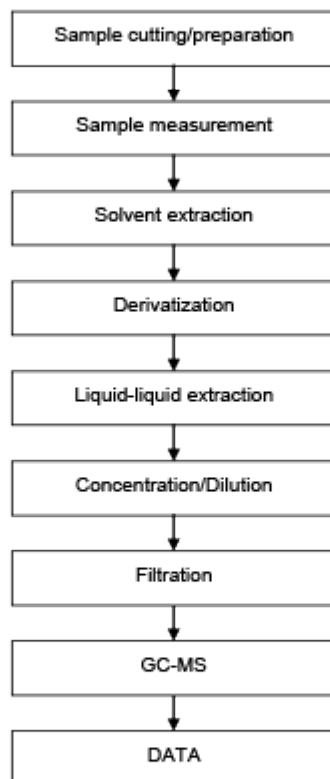 Sample cutting/preparation
Sample measurement
Solvent extraction
Derivatization
Liquid-liquid extraction
Concentration/Dilution
Filtration
GC-MS
DATA